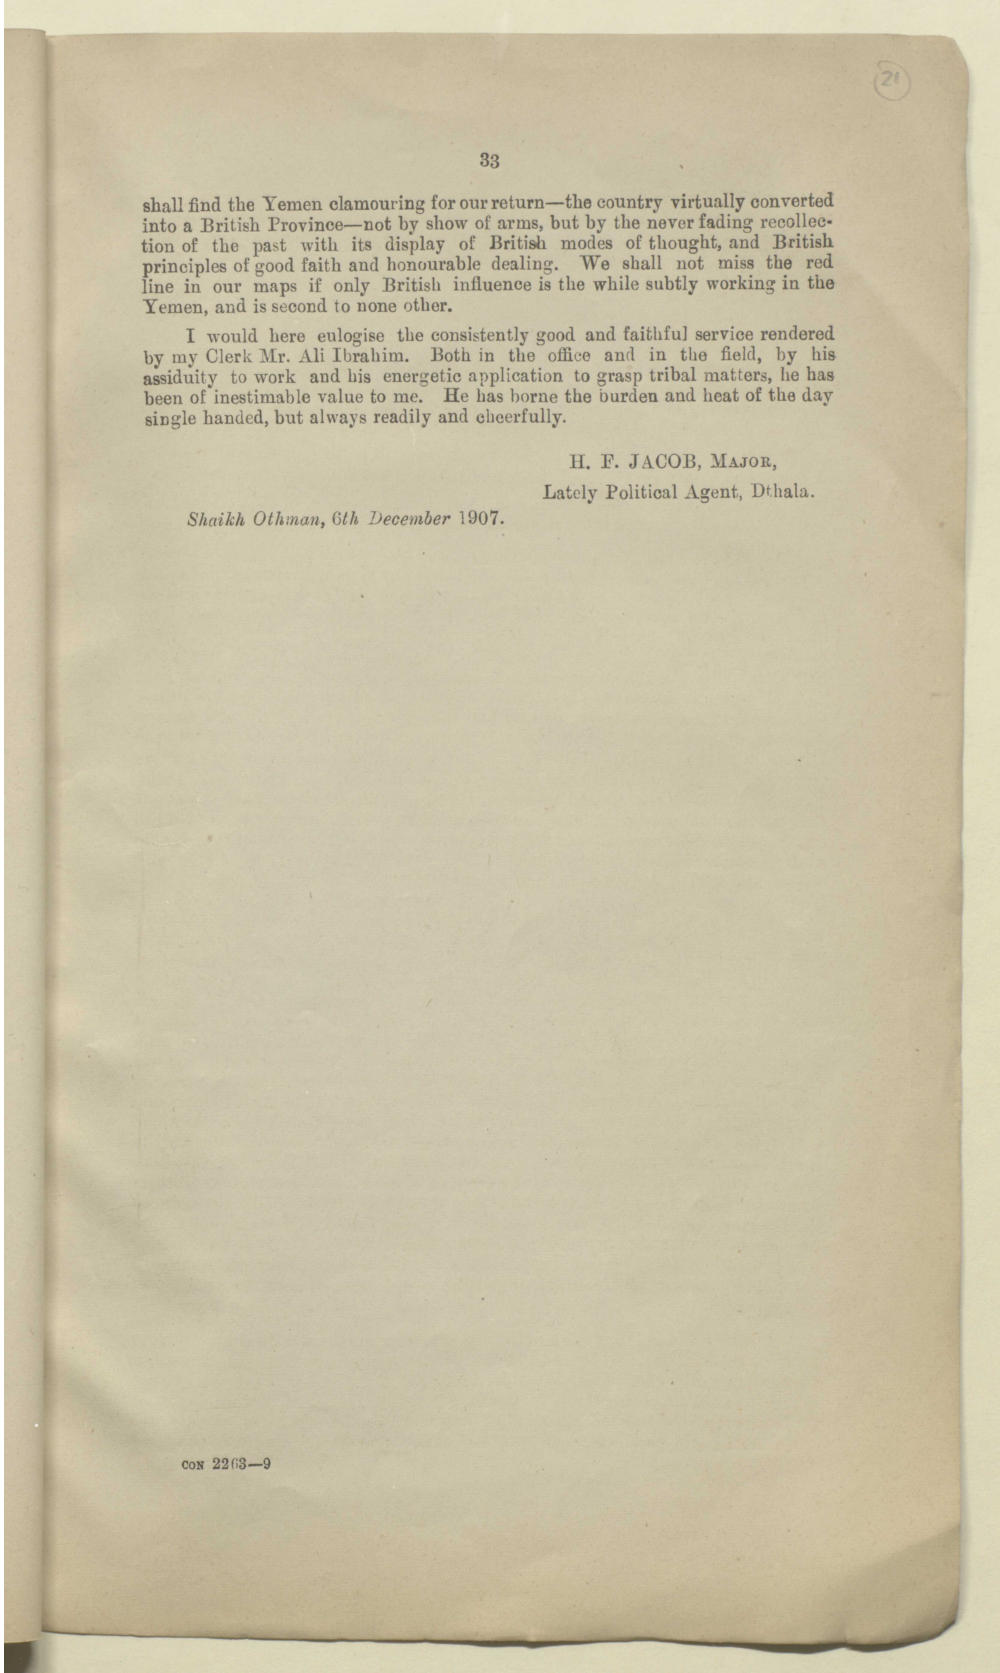 21
33
shall find the Yemen clamouring for our return—the country virtually converted
into a British Province—not by show of arms, but by the never fading recollec-
tion of the past with its display of British modes of thought, and British
principles of good faith and honourable dealing. We shall not miss the red
line in our maps if only British influence is the while subtly working in the
Yemen, and is second to none other.
I would here eulogise the consistently good and faithful service rendered
by my Clerk Mr. Ali Ibrahim. Both in the office and in the field, by his
assiduity to work and his energetic application to grasp tribal matters, he has
been of inestimable value to me. He has borne the burden and heat of the day
single handed, but always readily and cheerfully.
H. F. JACOB, MAJOR,
Lately Political Agent, Dthala.
Shaikh Othman, 6th December 1907.
CON 2263—9